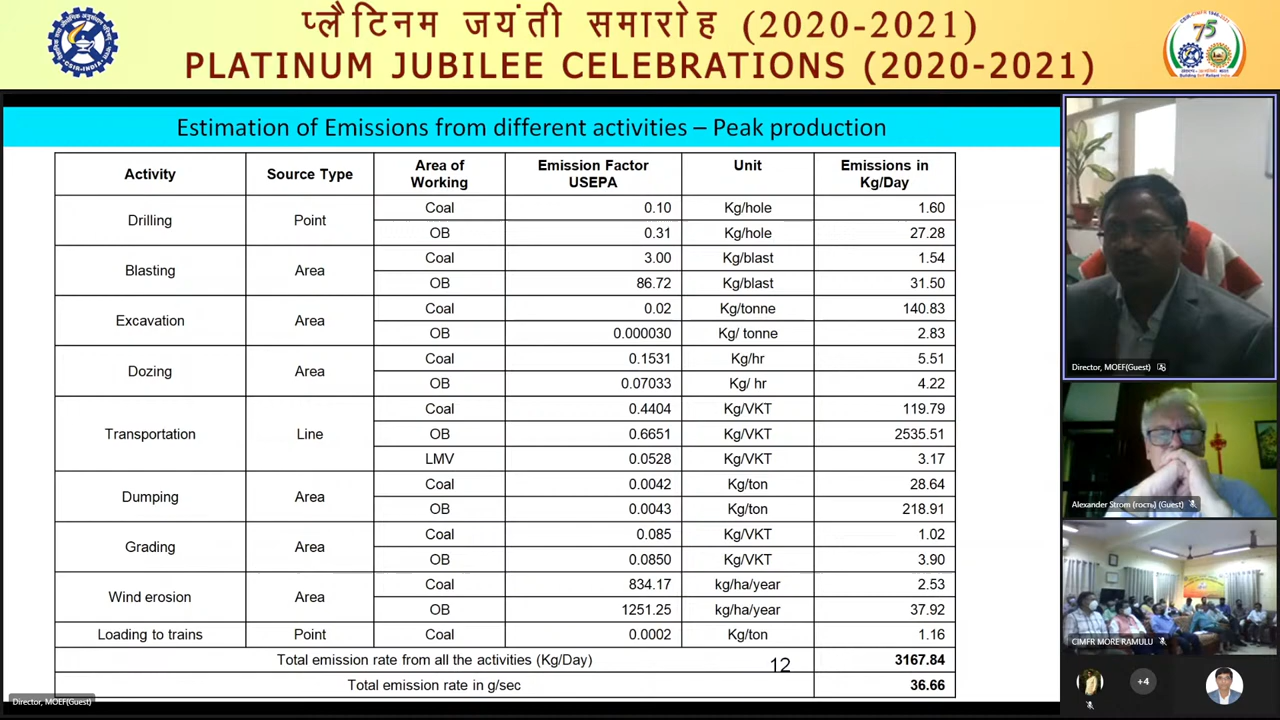 प्लैटिनम जयंती समारोह (2020-2021)
PLATINUM JUBILEE CELEBRATIONS (2020-2021)
75
CSIR-INDIA
Estimation of Emissions from different activities – Peak production
Activity Source Type Area of Working Emission Factor USEPA Unit Emissions in Kg/Day
Drilling Point Coal 0.10 Kg/hole 1.60
OB 0.31 Kg/hole 27.28
Blasting Area Coal 3.00 Kg/blast 1.54
OB 86.72 Kg/blast 31.50
Excavation Area Coal 0.02 Kg/tonne 140.83
OB 0.000030 Kg/ tonne 2.83
Dozing Area Coal 0.1531 Kg/hr 5.51
OB 0.07033 Kg/ hr 4.22
Transportation Line Coal 0.4404 Kg/VKT 119.79
OB 0.6651 Kg/VKT 2535.51
LMV 0.0528 Kg/VKT 3.17
Dumping Area Coal 0.0042 Kg/ton 28.64
OB 0.0043 Kg/ton 218.91
Grading Area Coal 0.085 Kg/VKT 1.02
OB 0.0850 Kg/VKT 3.90
Wind erosion Area Coal 834.17 kg/ha/year 2.53
OB 1251.25 kg/ha/year 37.92
Loading to trains Point Coal 0.0002 Kg/ton 1.16
Total emission rate from all the activities (Kg/Day) 3167.84
12
Total emission rate in g/sec 36.66
Director, MOEF(Guest)
Director, MOEF(Guest)
Alexander Strom (гость) (Guest)
CIMFR MORE RAMULU
+4